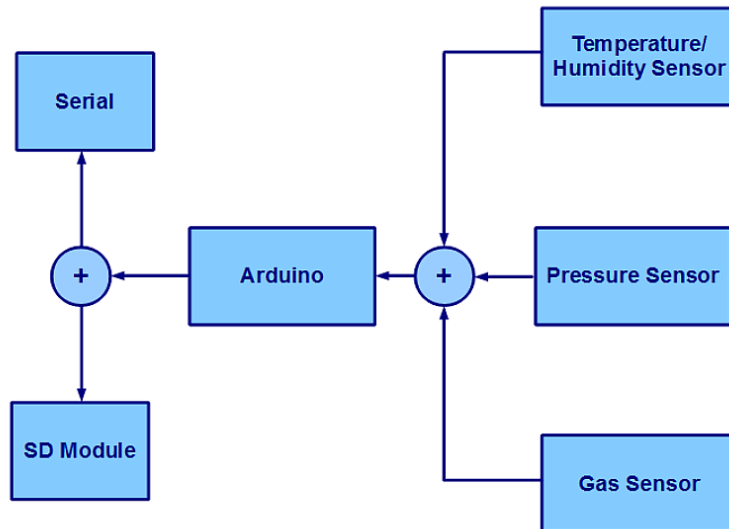 Temperature/
Humidity Sensor
Serial
+
Arduino
+
Pressure Sensor
SD Module
Gas Sensor